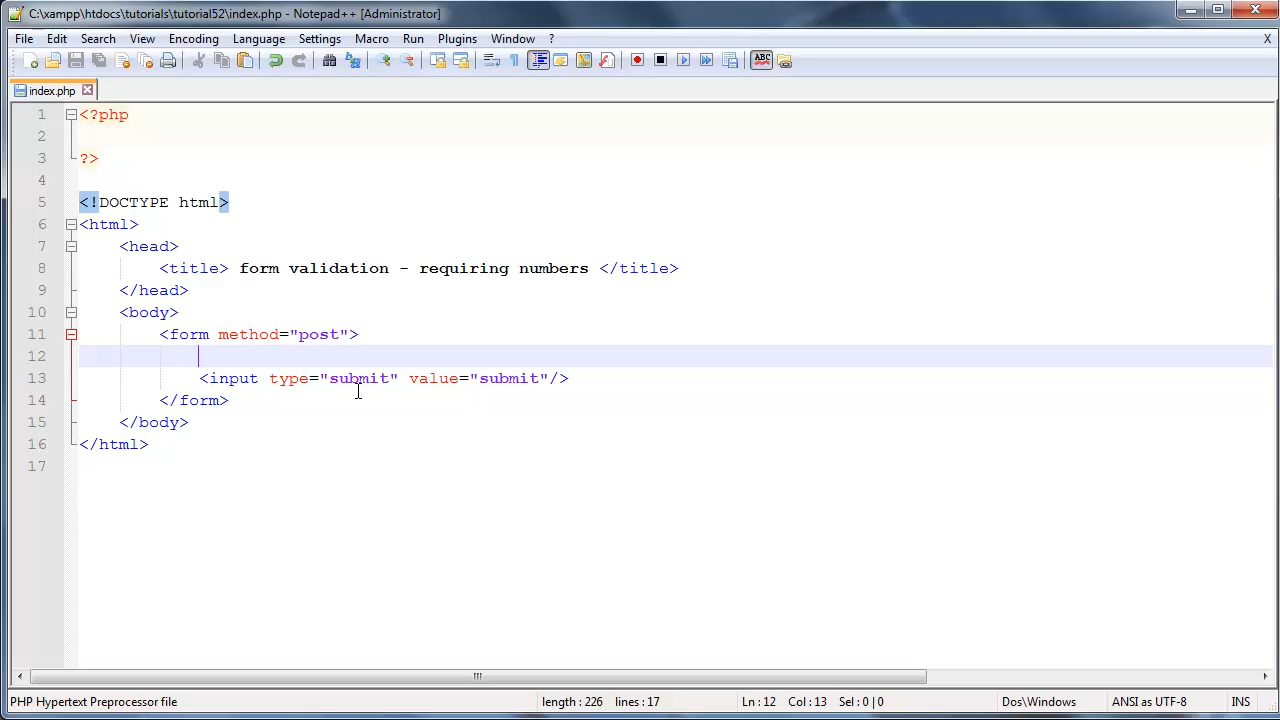 C:\xampp\htdocs\tutorials\tutorial52\index.php - Notepad++ [Administrator]
File Edit Search View Encoding Language Settings Macro Run Plugins Window ? X
index.php
1 <?php
2
3 ?>
4
5 <!DOCTYPE html>
6 <html>
7 <head>
8 <title> form validation - requiring numbers </title>
9 </head>
10 <body>
11 <form method="post">
12
13 <input type="submit" value="submit"/>
14 </form>
15 </body>
16 </html>
17
PHP Hypertext Preprocessor file length : 226 lines : 17 Ln : 12 Col : 13 Sel : 0 | 0 Dos\Windows ANSI as UTF-8 INS